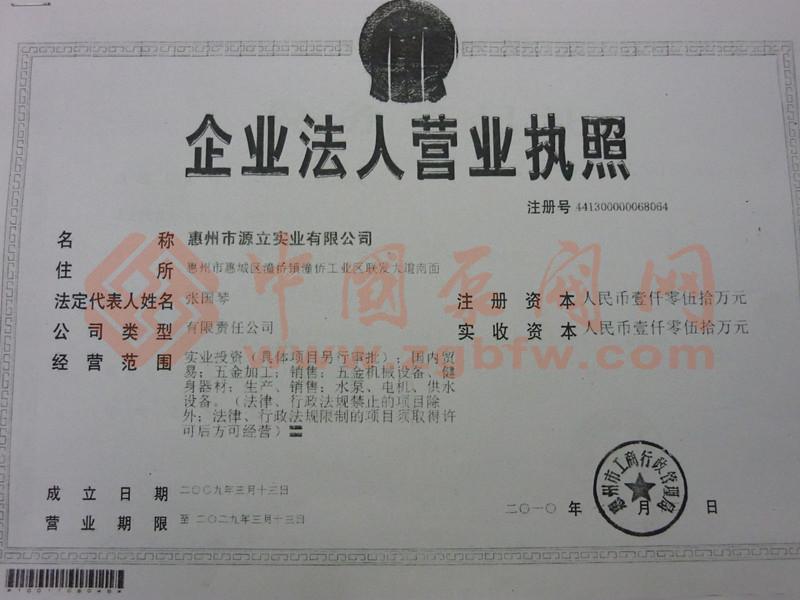 企业法人营业执照
注册号 441300000068064
名称 惠州市源立实业有限公司
住所 惠州市惠城区潼侨镇潼侨工业区联发大道南面
法定代表人姓名 张国琴
注册资本 人民币壹仟零伍拾万元
公司类型 有限责任公司
实收资本 人民币壹仟零伍拾万元
经营范围 实业投资（具体项目另行审批）；国内贸
易；五金加工；销售：五金机械设备、健
身器材；生产、销售：水泵、电机、供水
设备。（法律、行政法规禁止的项目除
外；法律、行政法规限制的项目须取得许
可后方可经营）
中国泵阀网
www.zgbfw.com
成立日期 二〇〇九年三月十三日
营业期限 至二〇二九年三月十三日
二〇一〇年 月 日
惠州市工商行政管理局